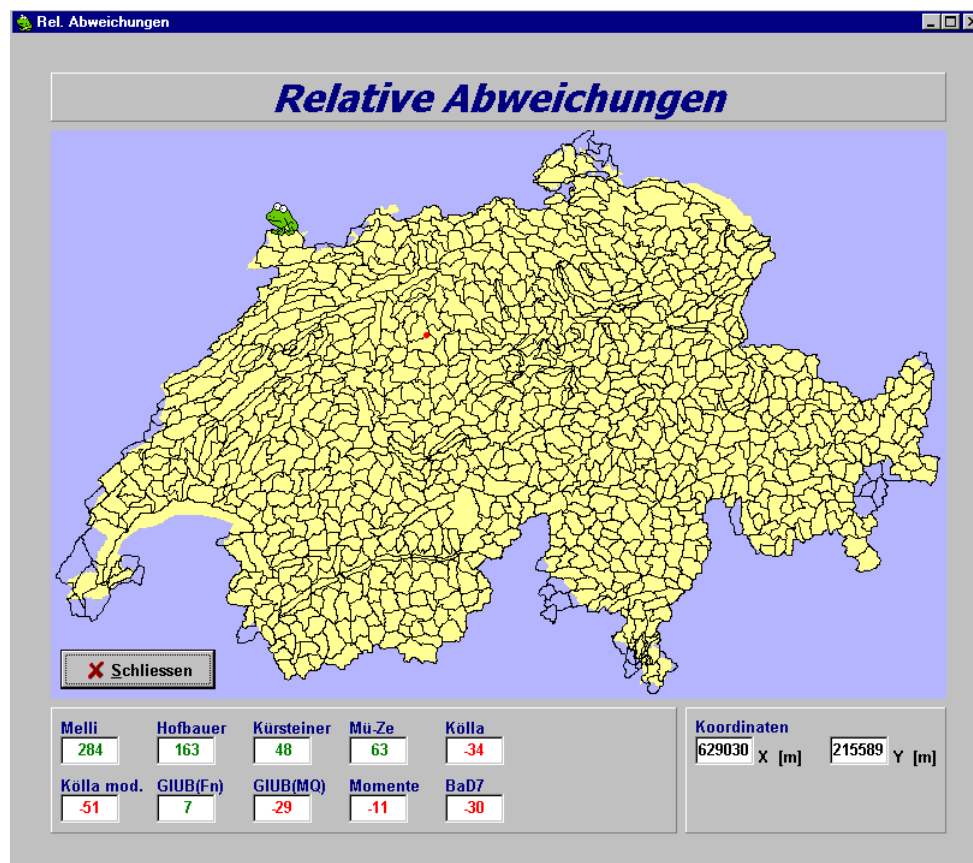 Rel. Abweichungen
Relative Abweichungen
Schliessen
Melli Hofbauer Kürsteiner Mü-Ze Kölla
284 163 48 63 -34
Kölla mod. GIUB(Fn) GIUB(MQ) Momente BaD7
-51 7 -29 -11 -30
Koordinaten
629030 X [m] 215589 Y [m]